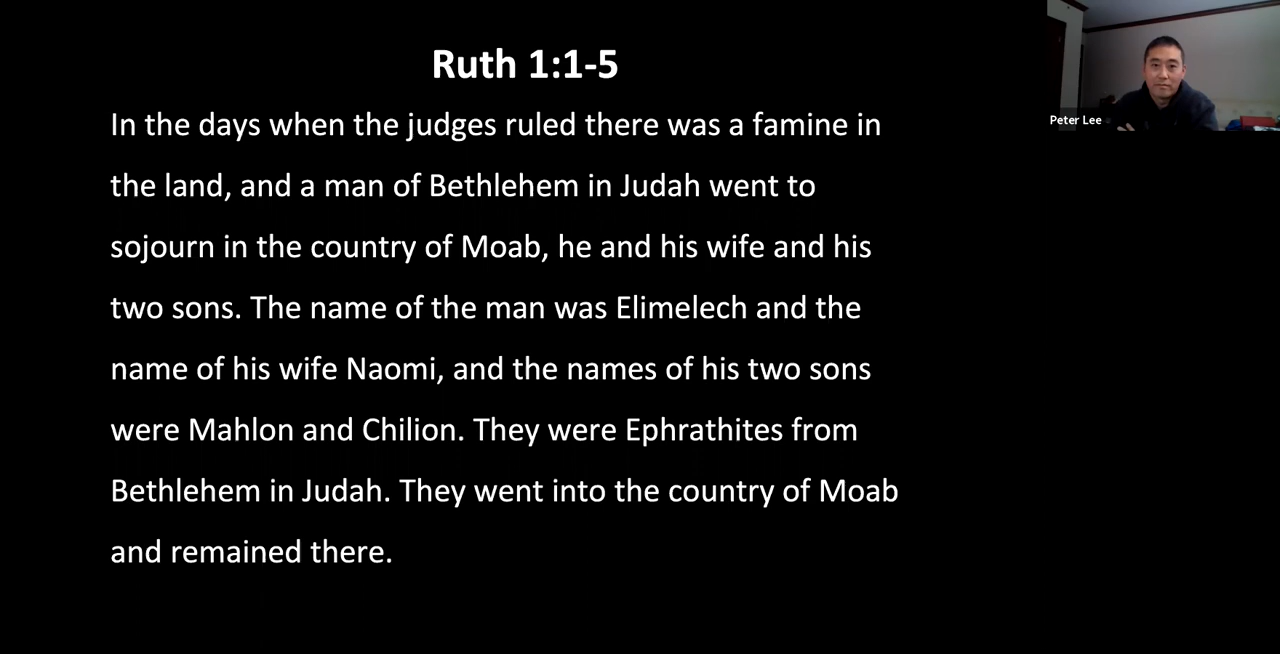 Ruth 1:1-5
In the days when the judges ruled there was a famine in
the land, and a man of Bethlehem in Judah went to
sojourn in the country of Moab, he and his wife and his
two sons. The name of the man was Elimelech and the
name of his wife Naomi, and the names of his two sons
were Mahlon and Chilion. They were Ephrathites from
Bethlehem in Judah. They went into the country of Moab
and remained there.
Peter Lee